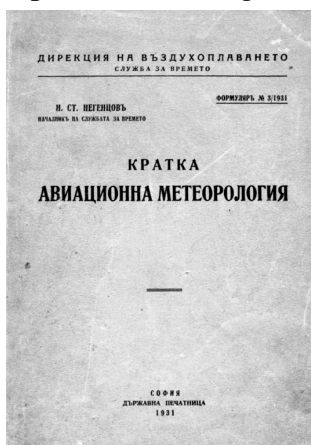 ДИРЕКЦИЯ НА ВЪЗДУХОПЛАВАНЕТО
СЛУЖБА ЗА ВРЕМЕТО
ФОРМУЛЯРЪ № 3/1931
Н. СТ. НЕГЕНЦОВЪ
НАЧАЛНИКЪ НА СЛУЖБАТА ЗА ВРЕМЕТО
КРАТКА
АВИАЦИОННА МЕТЕОРОЛОГИЯ
СОФИЯ
ДЪРЖАВНА ПЕЧАТНИЦА
1931